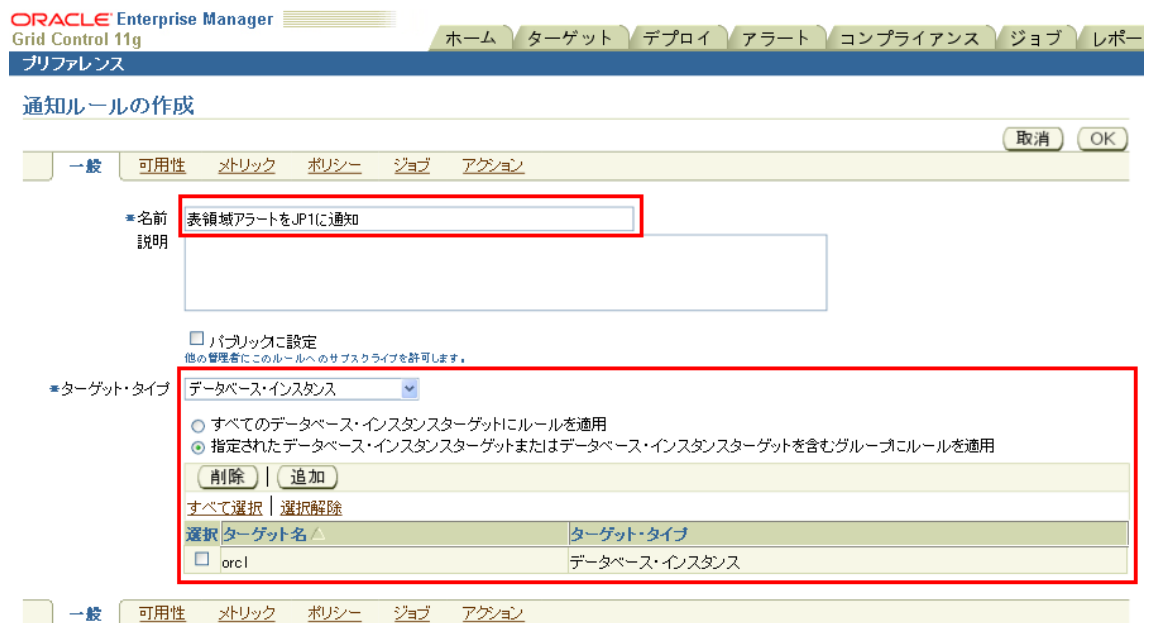 ORACLE Enterprise Manager
Grid Control 11g
ホーム ターゲット デプロイ アラート コンプライアンス ジョブ レポー
プリファレンス
通知ルールの作成
取消 OK
一般 可用性 メトリック ポリシー ジョブ アクション
*名前 表領域アラートをJP1に通知
説明
パブリックに設定
他の管理者にこのルールへのサブスクライブを許可します。
*ターゲット・タイプ データベース・インスタンス
すべてのデータベース・インスタンスターゲットにルールを適用
指定されたデータベース・インスタンスターゲットまたはデータベース・インスタンスターゲットを含むグループにルールを適用
削除 | 追加
すべて選択 | 選択解除
選択 ターゲット名 ターゲット・タイプ
orcl データベース・インスタンス
一般 可用性 メトリック ポリシー ジョブ アクション